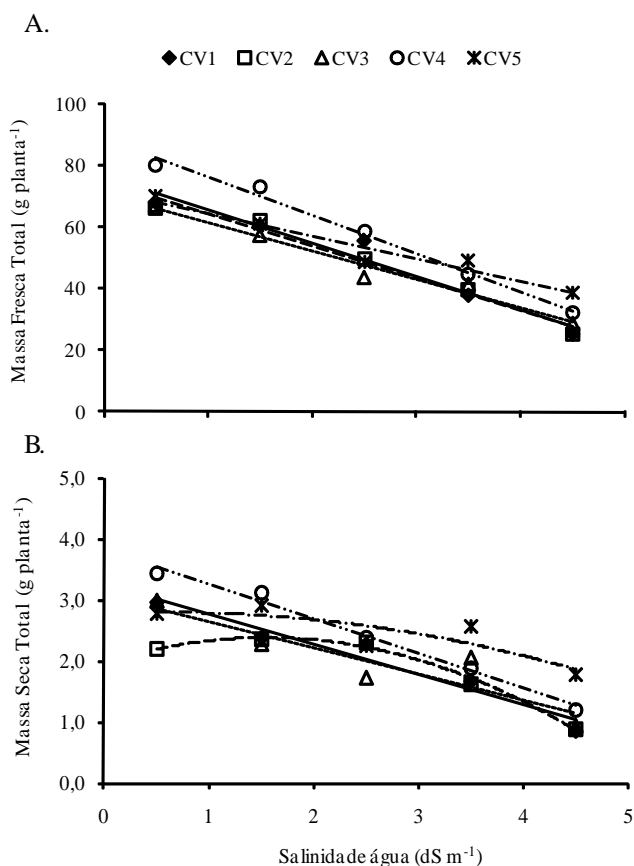 A.
CV1 CV2 CV3 CV4 CV5
Massa Fresca Total (g planta-1)
100
80
60
40
20
0
B.
Massa Seca Total (g planta-1)
5,0
4,0
3,0
2,0
1,0
0,0
0 1 2 3 4 5
Salinidade água (dS m-1)